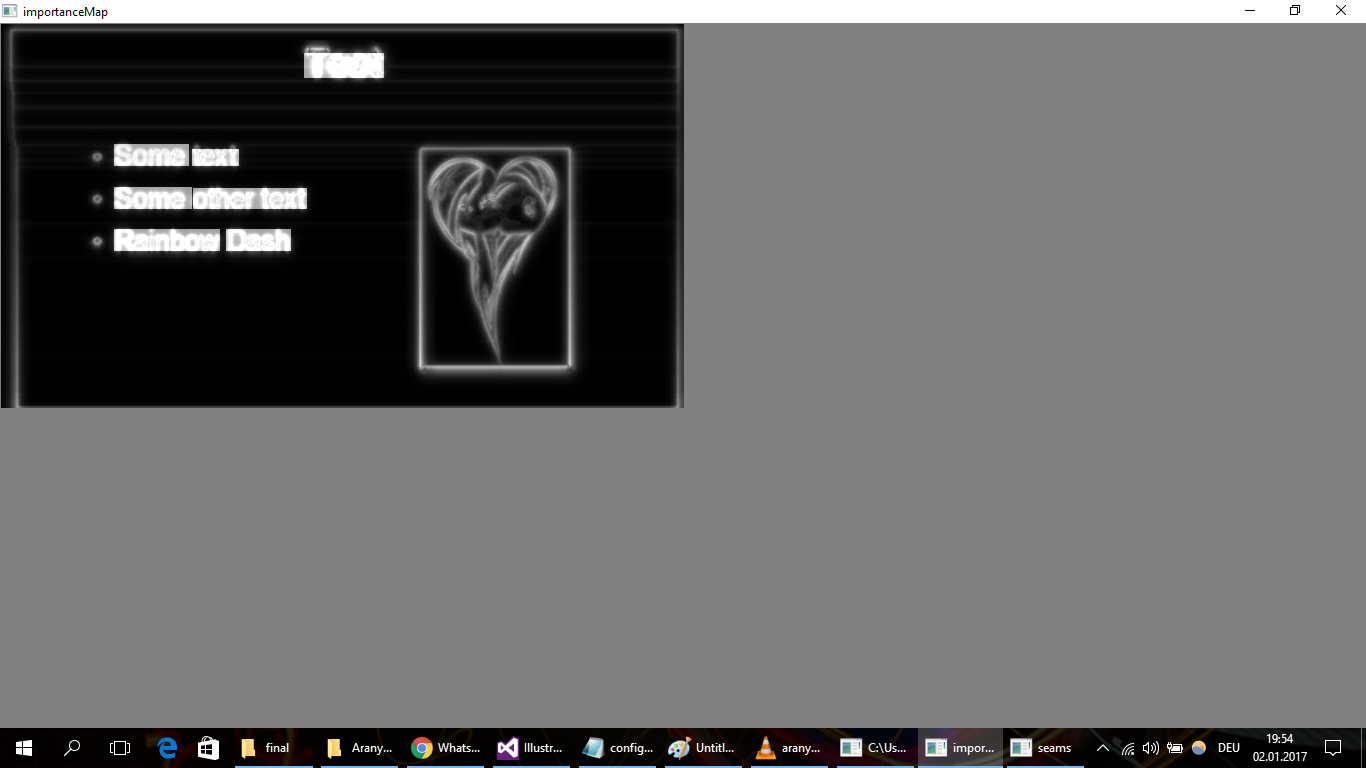 importanceMap
Text
Some text
Some other text
Rainbow Dash
final
Arany...
Whats...
Illustr...
config...
Untitl...
arany...
C:\Us...
impor...
seams
DEU
19:54
02.01.2017